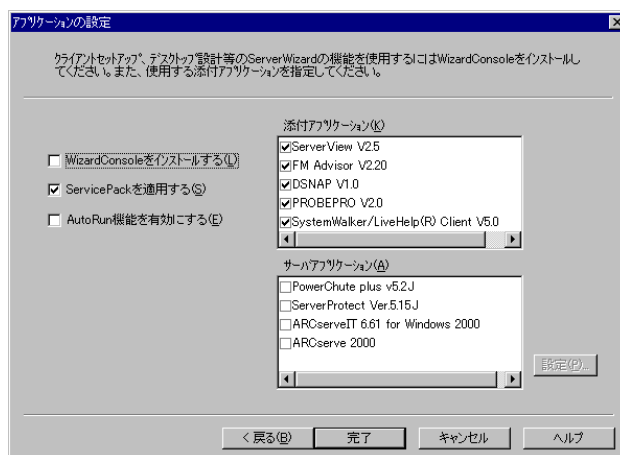 アプリケーションの設定
クライアントセットアップ、デスクトップ設計等のServerWizardの機能を使用するにはWizardConsoleをインストールし
てください。また、使用する添付アプリケーションを指定してください。
添付アプリケーション(K)
ServerView V2.5
FM Advisor V2.20
DSNAP V1.0
PROBEPRO V2.0
SystemWalker/LiveHelp(R) Client V5.0
WizardConsoleをインストールする(L)
ServicePackを適用する(S)
AutoRun機能を有効にする(E)
サーバアプリケーション(A)
PowerChute plus v5.2J
ServerProtect Ver.5.15J
ARCserveIT 6.61 for Windows 2000
ARCserve 2000
設定(P)...
< 戻る(B)
完了
キャンセル
ヘルプ